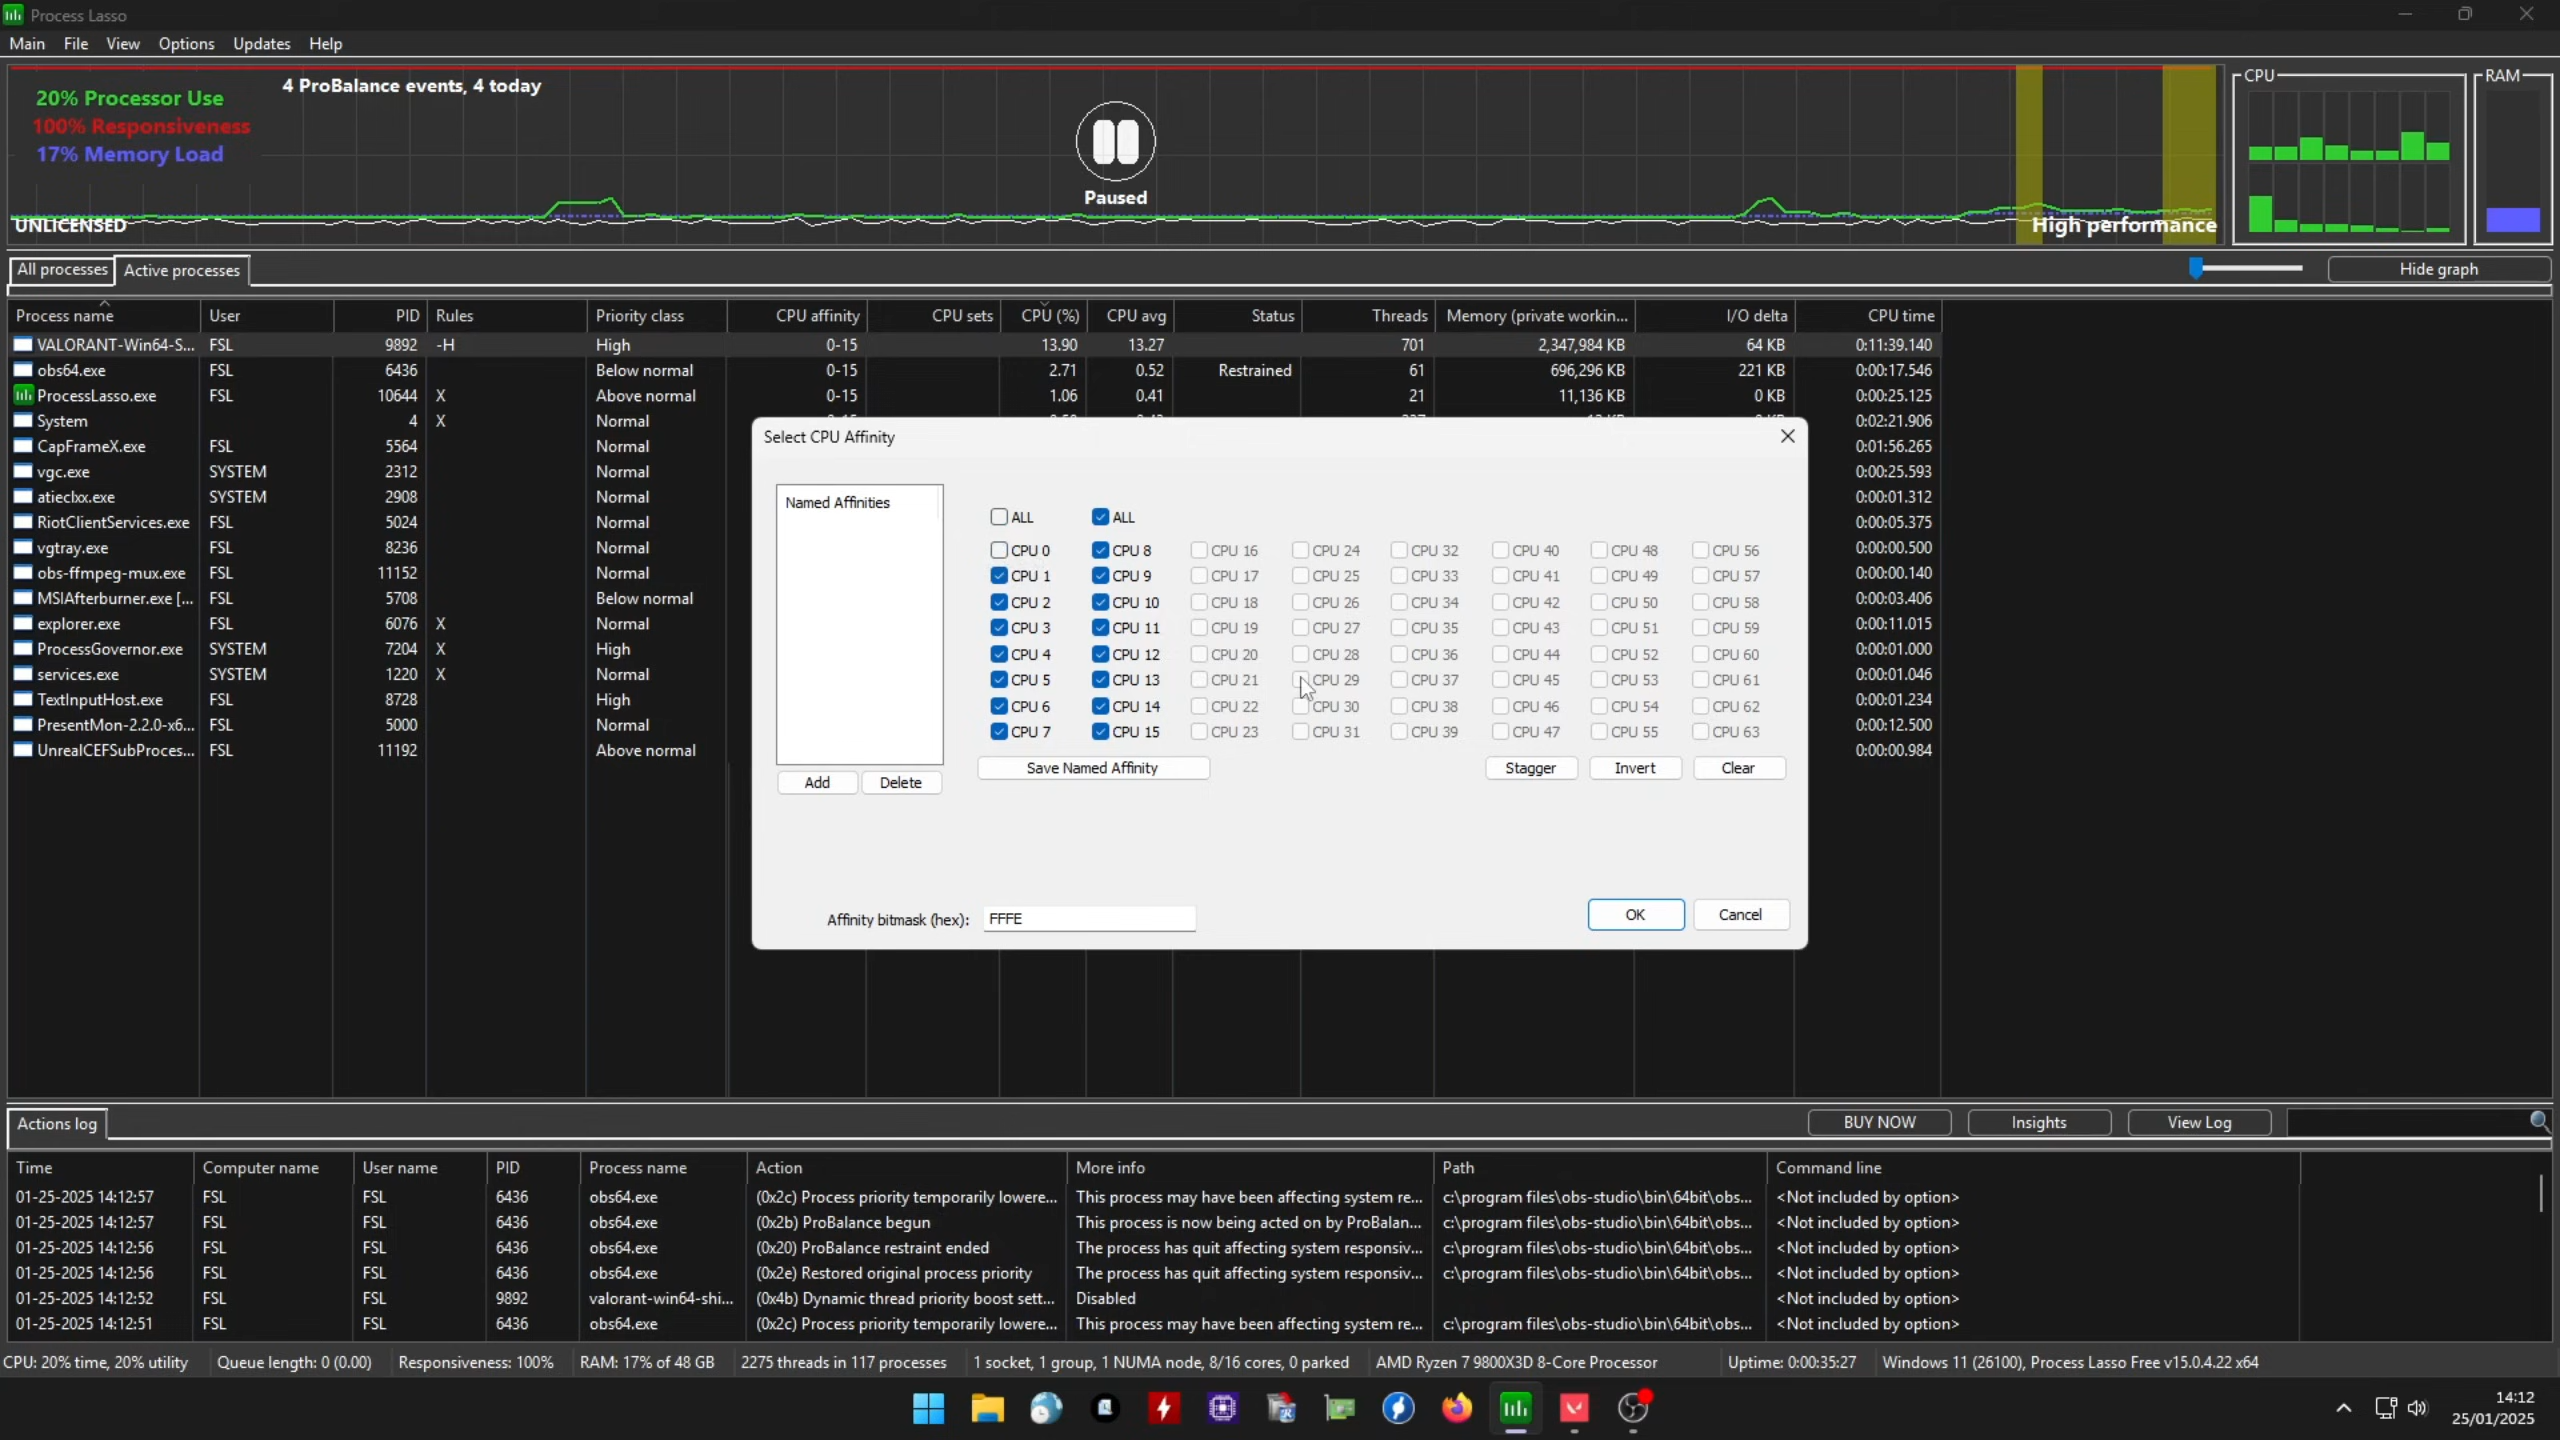 Process Lasso
Main File View Options Updates Help
20% Processor Use
100% Responsiveness
17% Memory Load
4 ProBalance events, 4 today
Paused
UNLICENSED
High performance
CPU
RAM
All processes Active processes Hide graph
Process name User PID Rules Priority class CPU affinity CPU sets CPU (%) CPU avg Status Threads Memory (private workin... I/O delta CPU time
VALORANT-Win64-S... FSL 9892 -H High 0-15 13.90 13.27 701 2,347,984 KB 64 KB 0:11:39.140
obs64.exe FSL 6436 Below normal 0-15 2.71 0.52 Restrained 61 696,296 KB 221 KB 0:00:17.546
ProcessLasso.exe FSL 10644 X Above normal 0-15 1.06 0.41 21 11,136 KB 0 KB 0:00:25.125
System 4 X Normal 0:02:21.906
CapFrameX.exe FSL 5564 Normal 0:01:56.265
vgc.exe SYSTEM 2312 Normal 0:00:25.593
atieclxx.exe SYSTEM 2908 Normal 0:00:01.312
RiotClientServices.exe FSL 5024 Normal 0:00:05.375
vgtray.exe FSL 8236 Normal 0:00:00.500
obs-ffmpeg-mux.exe FSL 11152 Normal 0:00:00.140
MSIAfterburner.exe [... FSL 5708 Below normal 0:00:03.406
explorer.exe FSL 6076 X Normal 0:00:11.015
ProcessGovernor.exe SYSTEM 7204 X High 0:00:01.000
services.exe SYSTEM 1220 X Normal 0:00:01.046
TextInputHost.exe FSL 8728 High 0:00:01.234
PresentMon-2.2.0-x6... FSL 5000 Normal 0:00:12.500
UnrealCEFSubProces... FSL 11192 Above normal 0:00:00.984
Select CPU Affinity
Named Affinities
ALL ALL
CPU 0 CPU 8 CPU 16 CPU 24 CPU 32 CPU 40 CPU 48 CPU 56
CPU 1 CPU 9 CPU 17 CPU 25 CPU 33 CPU 41 CPU 49 CPU 57
CPU 2 CPU 10 CPU 18 CPU 26 CPU 34 CPU 42 CPU 50 CPU 58
CPU 3 CPU 11 CPU 19 CPU 27 CPU 35 CPU 43 CPU 51 CPU 59
CPU 4 CPU 12 CPU 20 CPU 28 CPU 36 CPU 44 CPU 52 CPU 60
CPU 5 CPU 13 CPU 21 CPU 29 CPU 37 CPU 45 CPU 53 CPU 61
CPU 6 CPU 14 CPU 22 CPU 30 CPU 38 CPU 46 CPU 54 CPU 62
CPU 7 CPU 15 CPU 23 CPU 31 CPU 39 CPU 47 CPU 55 CPU 63
Save Named Affinity Stagger Invert Clear
Add Delete
Affinity bitmask (hex): FFFE OK Cancel
Actions log BUY NOW Insights View Log
Time Computer name User name PID Process name Action More info Path Command line
01-25-2025 14:12:57 FSL FSL 6436 obs64.exe (0x2c) Process priority temporarily lowere... This process may have been affecting system re... c:\program files\obs-studio\bin\64bit\obs... <Not included by option>
01-25-2025 14:12:57 FSL FSL 6436 obs64.exe (0x2b) ProBalance begun This process is now being acted on by ProBalan... c:\program files\obs-studio\bin\64bit\obs... <Not included by option>
01-25-2025 14:12:56 FSL FSL 6436 obs64.exe (0x20) ProBalance restraint ended The process has quit affecting system responsiv... c:\program files\obs-studio\bin\64bit\obs... <Not included by option>
01-25-2025 14:12:56 FSL FSL 6436 obs64.exe (0x2e) Restored original process priority The process has quit affecting system responsiv... c:\program files\obs-studio\bin\64bit\obs... <Not included by option>
01-25-2025 14:12:52 FSL FSL 9892 valorant-win64-shi... (0x4b) Dynamic thread priority boost sett... Disabled <Not included by option>
01-25-2025 14:12:51 FSL FSL 6436 obs64.exe (0x2c) Process priority temporarily lowere... This process may have been affecting system re... c:\program files\obs-studio\bin\64bit\obs... <Not included by option>
CPU: 20% time, 20% utility Queue length: 0 (0.00) Responsiveness: 100% RAM: 17% of 48 GB 2275 threads in 117 processes 1 socket, 1 group, 1 NUMA node, 8/16 cores, 0 parked AMD Ryzen 7 9800X3D 8-Core Processor Uptime: 0:00:35:27 Windows 11 (26100), Process Lasso Free v15.0.4.22 x64
14:12
25/01/2025